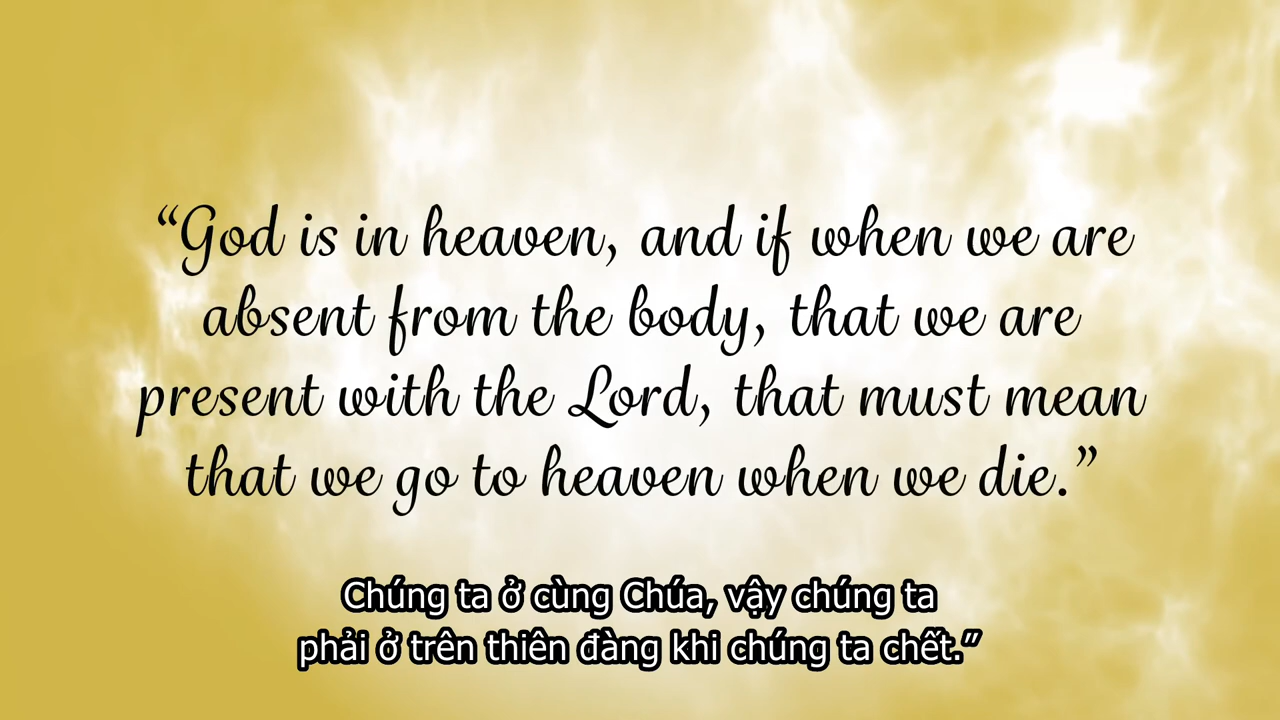 “God is in heaven, and if when we are
absent from the body, that we are
present with the Lord, that must mean
that we go to heaven when we die.”
Chúng ta ở cùng Chúa, vậy chúng ta
phải ở trên thiên đàng khi chúng ta chết.”